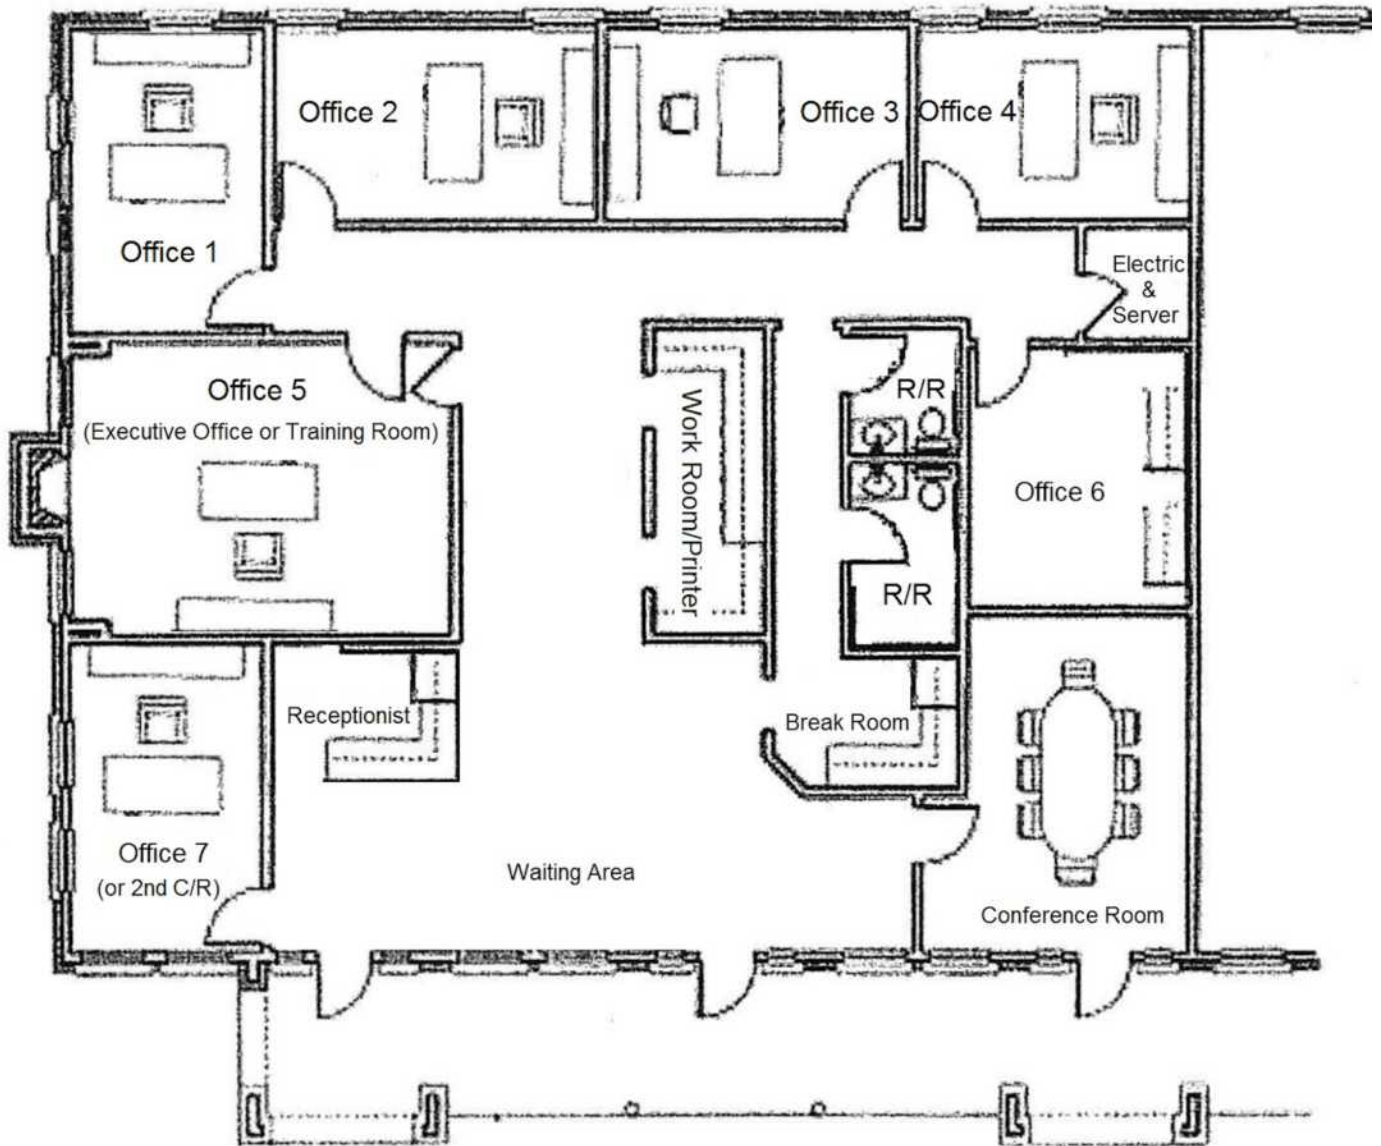 Office 2
Office 3
Office 4
Office 1
Electric
&
Server
Office 5
(Executive Office or Training Room)
Work Room/Printer
R/R
Office 6
R/R
Receptionist
Break Room
Office 7
(or 2nd C/R)
Waiting Area
Conference Room